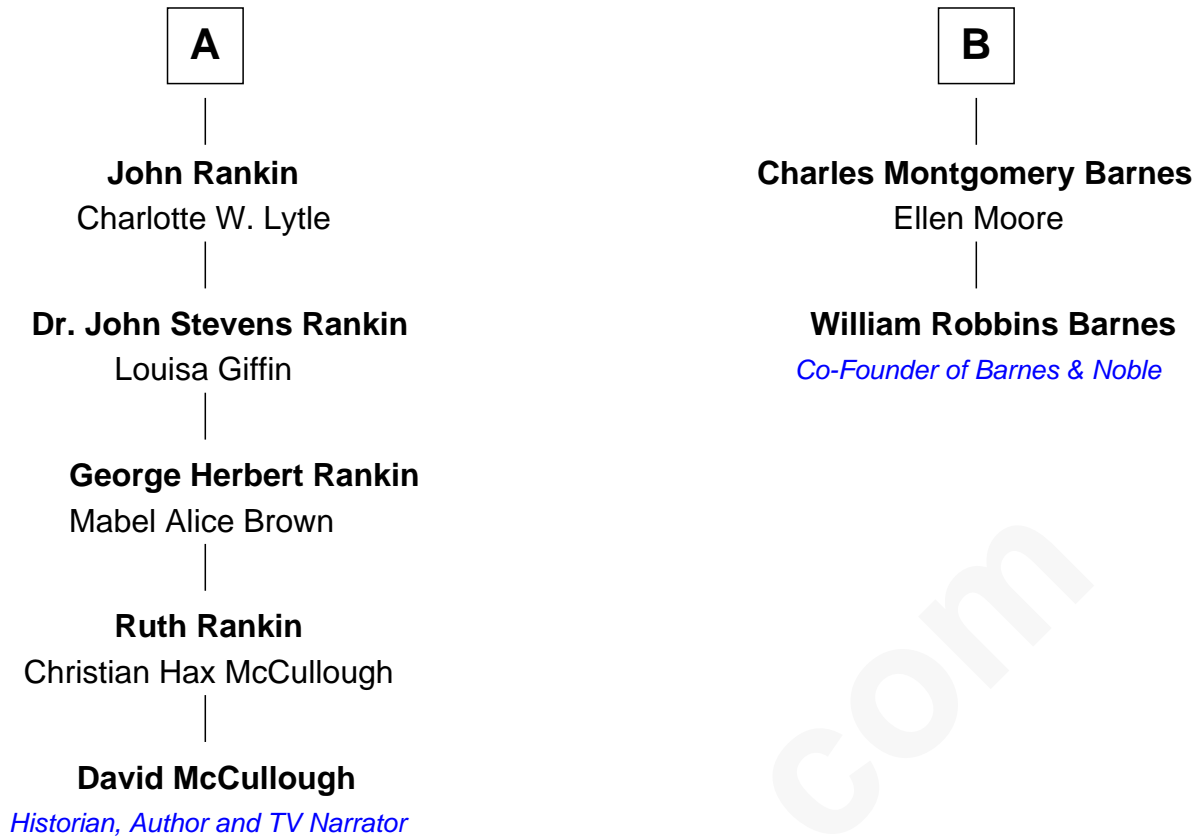 A
John Rankin
Charlotte W. Lytle
Dr. John Stevens Rankin
Louisa Giffin
George Herbert Rankin
Mabel Alice Brown
Ruth Rankin
Christian Hax McCullough
David McCullough
Historian, Author and TV Narrator
B
Charles Montgomery Barnes
Ellen Moore
William Robbins Barnes
Co-Founder of Barnes & Noble
com